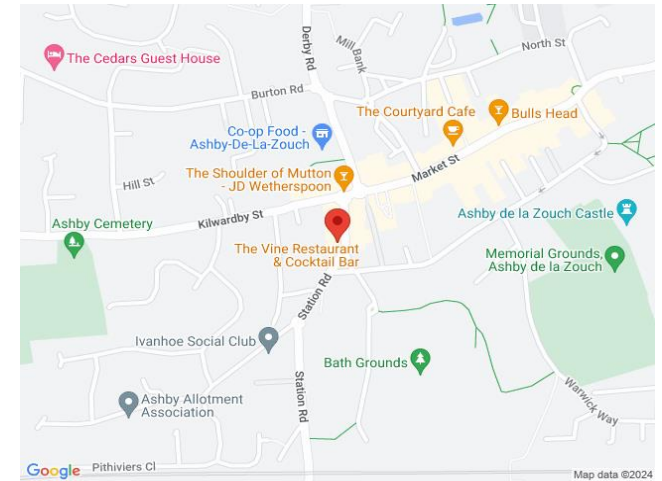 Derby Rd
Mill Bank
North St
The Cedars Guest House
Burton Rd
The Courtyard Cafe
Bulls Head
Co-op Food -
Ashby-De-La-Zouch
Market St
The Shoulder of Mutton
- JD Wetherspoon
Hill St
Ashby Cemetery
Kilwardby St
Ashby de la Zouch Castle
The Vine Restaurant
& Cocktail Bar
Memorial Grounds,
Ashby de la Zouch
Station Rd
Ivanhoe Social Club
Bath Grounds
Station Rd
Ashby Allotment
Association
Warwick Way
Google
Pithiviers Cl
Map data ©2024